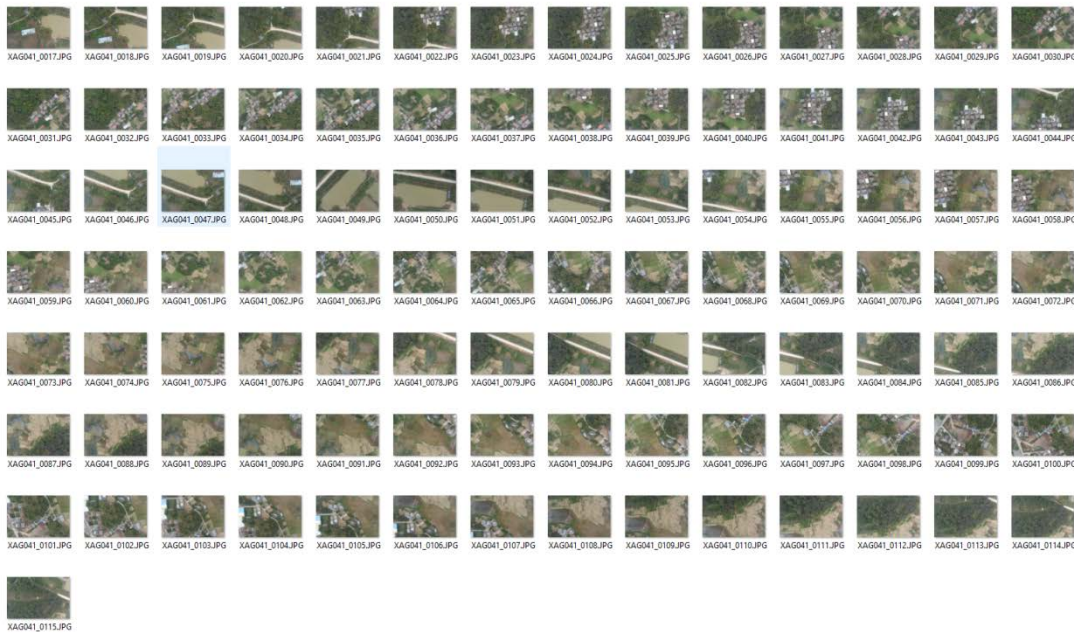 XAG041_0017.JPG XAG041_0018.JPG XAG041_0019.JPG XAG041_0020.JPG XAG041_0021.JPG XAG041_0022.JPG XAG041_0023.JPG XAG041_0024.JPG XAG041_0025.JPG XAG041_0026.JPG XAG041_0027.JPG XAG041_0028.JPG XAG041_0029.JPG XAG041_0030.JPG
XAG041_0031.JPG XAG041_0032.JPG XAG041_0033.JPG XAG041_0034.JPG XAG041_0035.JPG XAG041_0036.JPG XAG041_0037.JPG XAG041_0038.JPG XAG041_0039.JPG XAG041_0040.JPG XAG041_0041.JPG XAG041_0042.JPG XAG041_0043.JPG XAG041_0044.JPG
XAG041_0045.JPG XAG041_0046.JPG XAG041_0047.JPG XAG041_0048.JPG XAG041_0049.JPG XAG041_0050.JPG XAG041_0051.JPG XAG041_0052.JPG XAG041_0053.JPG XAG041_0054.JPG XAG041_0055.JPG XAG041_0056.JPG XAG041_0057.JPG XAG041_0058.JPG
XAG041_0059.JPG XAG041_0060.JPG XAG041_0061.JPG XAG041_0062.JPG XAG041_0063.JPG XAG041_0064.JPG XAG041_0065.JPG XAG041_0066.JPG XAG041_0067.JPG XAG041_0068.JPG XAG041_0069.JPG XAG041_0070.JPG XAG041_0071.JPG XAG041_0072.JPG
XAG041_0073.JPG XAG041_0074.JPG XAG041_0075.JPG XAG041_0076.JPG XAG041_0077.JPG XAG041_0078.JPG XAG041_0079.JPG XAG041_0080.JPG XAG041_0081.JPG XAG041_0082.JPG XAG041_0083.JPG XAG041_0084.JPG XAG041_0085.JPG XAG041_0086.JPG
XAG041_0087.JPG XAG041_0088.JPG XAG041_0089.JPG XAG041_0090.JPG XAG041_0091.JPG XAG041_0092.JPG XAG041_0093.JPG XAG041_0094.JPG XAG041_0095.JPG XAG041_0096.JPG XAG041_0097.JPG XAG041_0098.JPG XAG041_0099.JPG XAG041_0100.JPG
XAG041_0101.JPG XAG041_0102.JPG XAG041_0103.JPG XAG041_0104.JPG XAG041_0105.JPG XAG041_0106.JPG XAG041_0107.JPG XAG041_0108.JPG XAG041_0109.JPG XAG041_0110.JPG XAG041_0111.JPG XAG041_0112.JPG XAG041_0113.JPG XAG041_0114.JPG
XAG041_0115.JPG